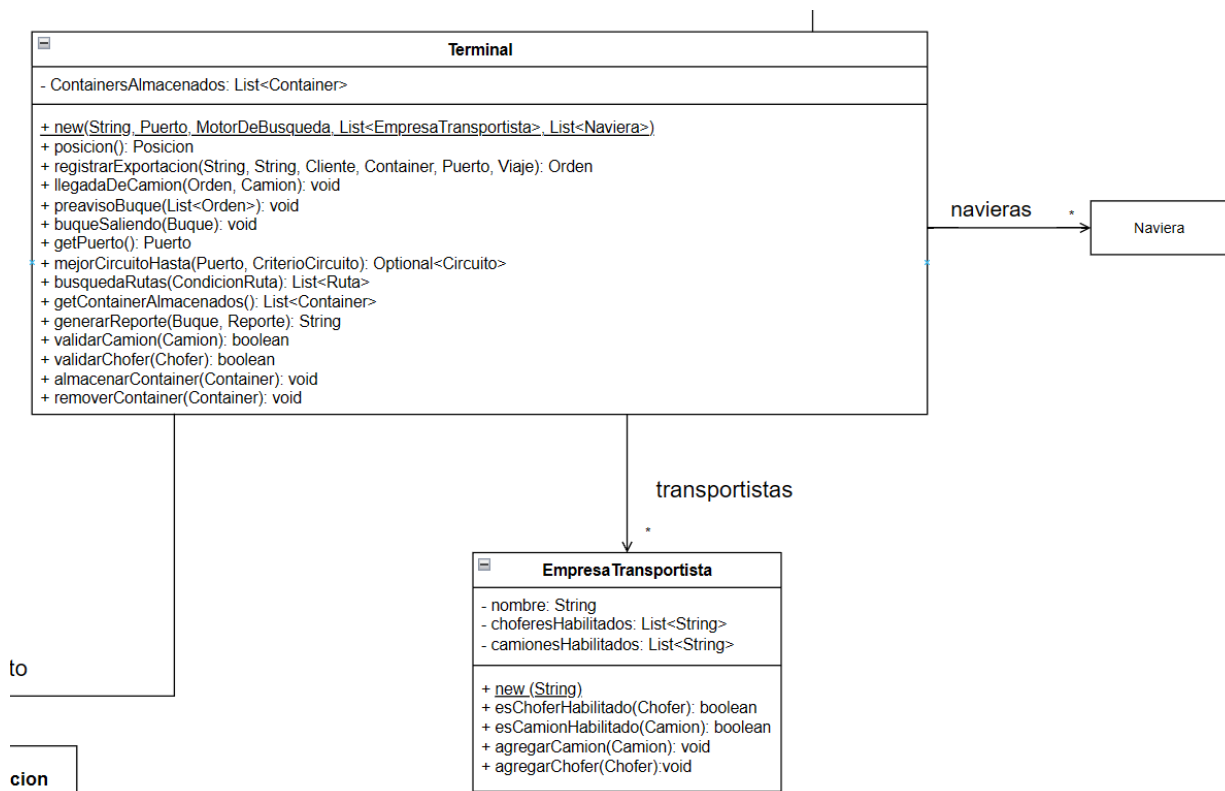 Terminal
- ContainersAlmacenados: List<Container>
+ new(String, Puerto, MotorDeBusqueda, List<EmpresaTransportista>, List<Naviera>)
+ posicion(): Posicion
+ registrarExportacion(String, String, Cliente, Container, Puerto, Viaje): Orden
+ llegadaDeCamion(Orden, Camion): void
+ preavisoBuque(List<Orden>): void
+ buqueSaliendo(Buque): void
+ getPuerto(): Puerto
+ mejorCircuitoHasta(Puerto, CriterioCircuito): Optional<Circuito>
+ busquedaRutas(CondicionRuta): List<Ruta>
+ getContainerAlmacenados(): List<Container>
+ generarReporte(Buque, Reporte): String
+ validarCamion(Camion): boolean
+ validarChofer(Chofer): boolean
+ almacenarContainer(Container): void
+ removerContainer(Container): void
navieras
*
Naviera
transportistas
*
EmpresaTransportista
- nombre: String
- choferesHabilitados: List<String>
- camionesHabilitados: List<String>
+ new (String)
+ esChoferHabilitado(Chofer): boolean
+ esCamionHabilitado(Camion): boolean
+ agregarCamion(Camion): void
+ agregarChofer(Chofer):void
to
cion